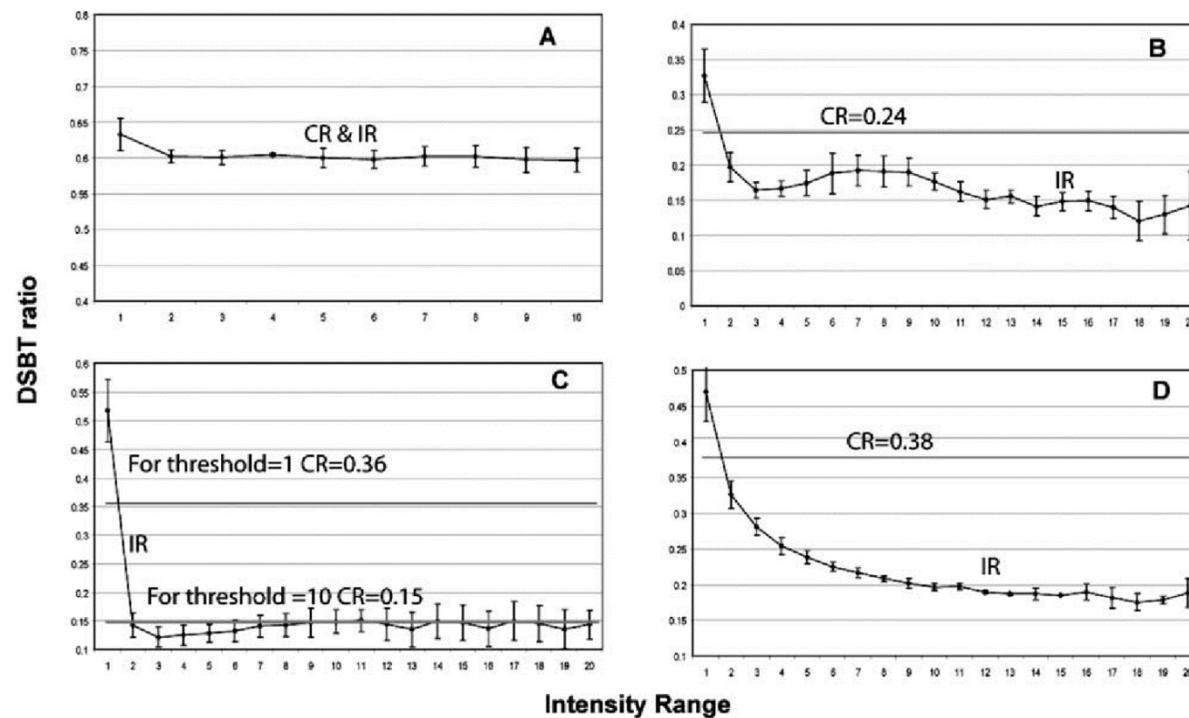 A
0.8
0.75
0.7
0.65
0.6
0.55
0.5
0.45
0.4
CR & IR
1 2 3 4 5 6 7 8 9 10
B
0.4
0.35
0.3
0.25
0.2
0.15
0.1
0.05
0
CR=0.24
IR
1 2 3 4 5 6 7 8 9 10 11 12 13 14 15 16 17 18 19
DSBT ratio
C
0.6
0.55
0.5
0.45
0.4
0.35
0.3
0.25
0.2
0.15
0.1
For threshold=1 CR=0.36
IR
For threshold =10 CR=0.15
1 2 3 4 5 6 7 8 9 10 11 12 13 14 15 16 17 18 19 20
D
0.5
0.45
0.4
0.35
0.3
0.25
0.2
0.15
0.1
CR=0.38
IR
1 2 3 4 5 6 7 8 9 10 11 12 13 14 15 16 17 18 19
Intensity Range